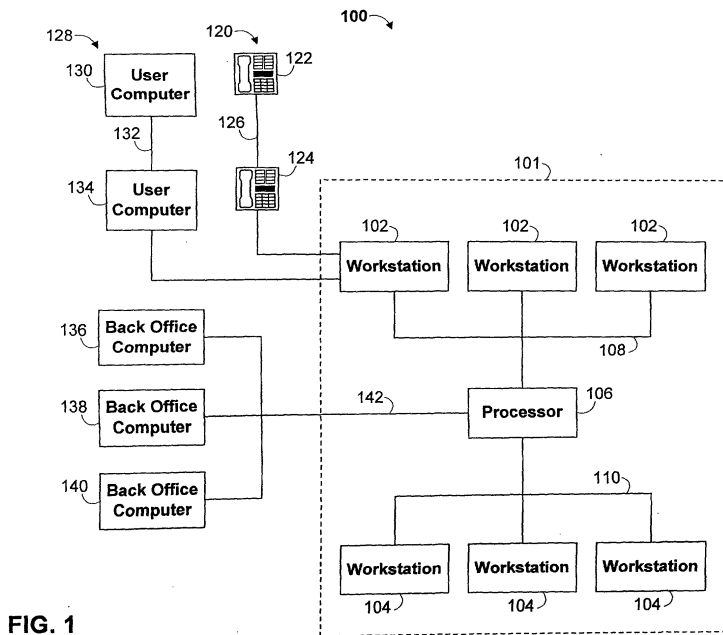 100
128
120
130
User
Computer
122
132
126
134
User
Computer
124
101
102
102
102
Workstation
Workstation
Workstation
108
136
Back Office
Computer
138
Back Office
Computer
142
Processor
106
140
Back Office
Computer
110
Workstation
Workstation
Workstation
104
104
104
FIG. 1